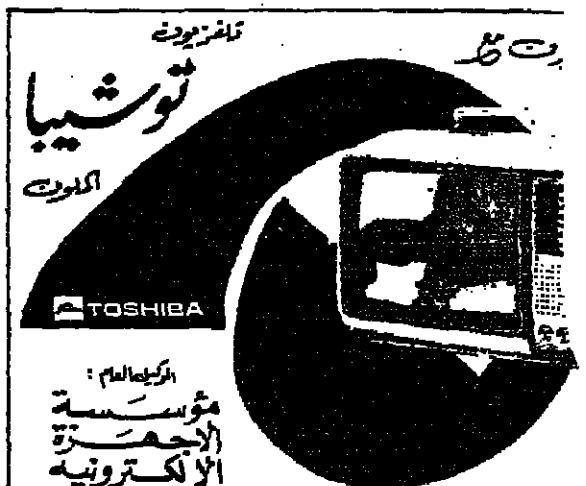 تلفزيون
توشيبا
الملون
TOSHIBA
الوكيل العام :
مؤسسة
الاجهزة
الالكترونية